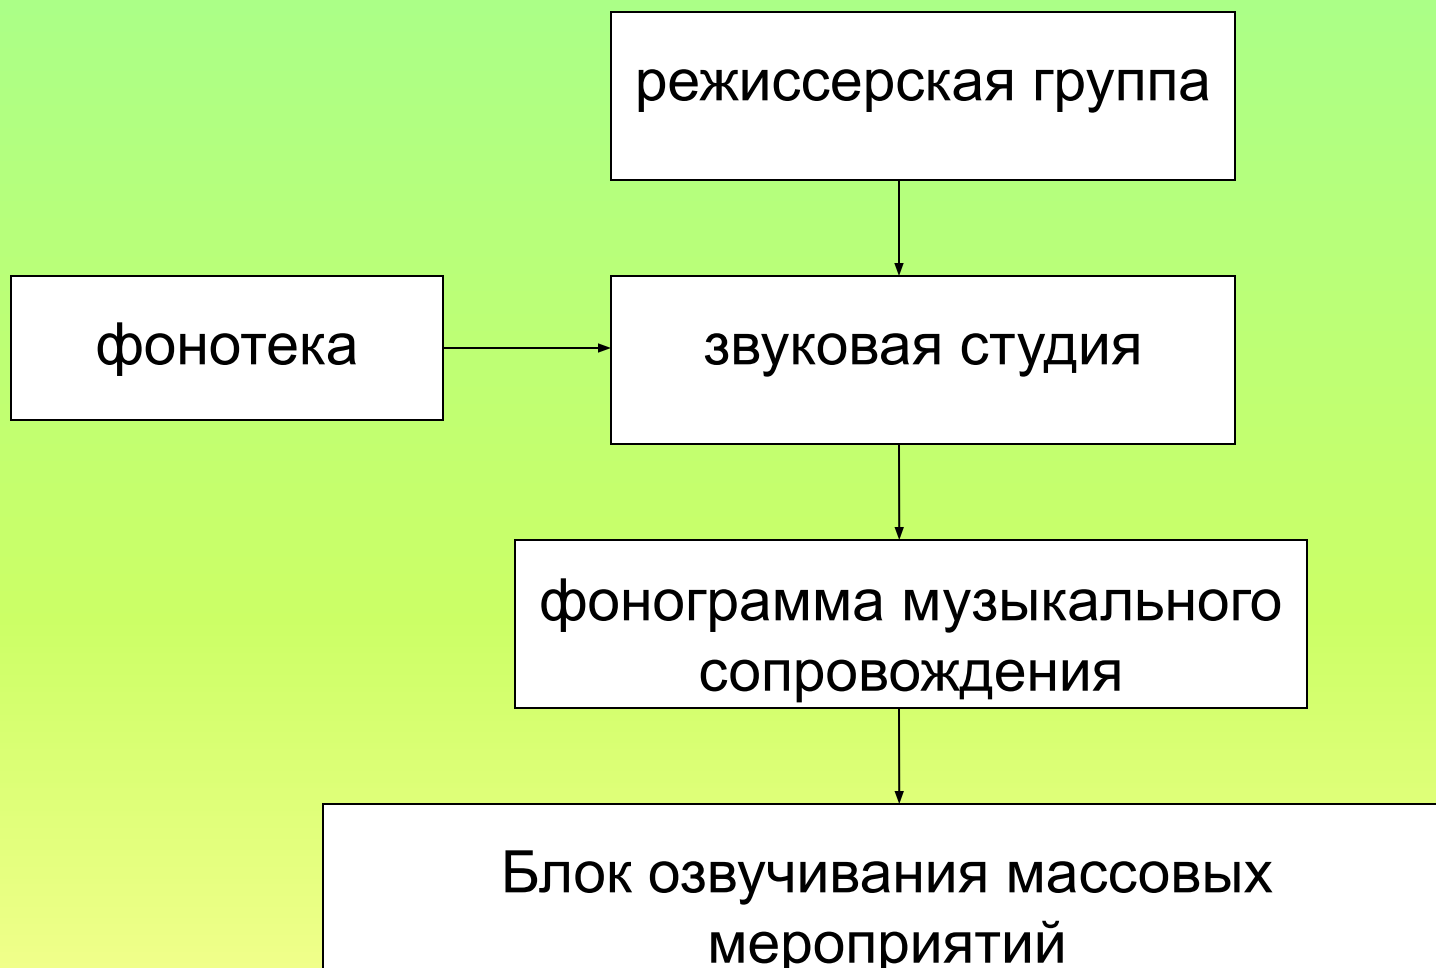 режиссерская группа
фонотека
звуковая студия
фонограмма музыкального
сопровождения
Блок озвучивания массовых
мероприятий